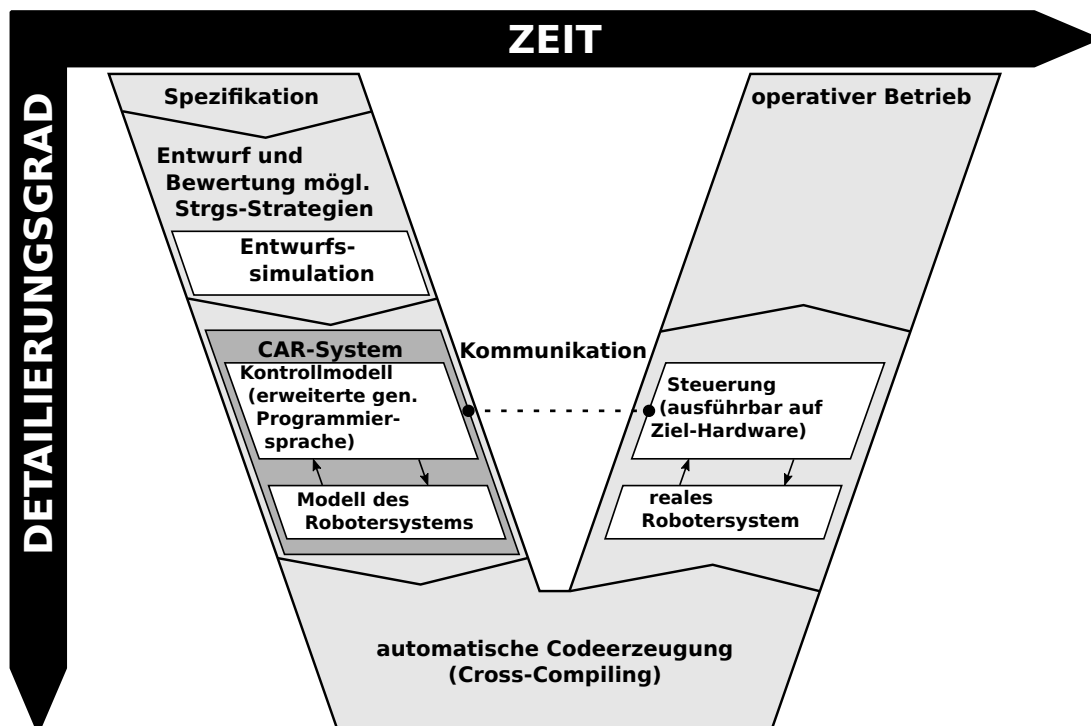 ZEIT
DETAILIERUNGSGRAD
Spezifikation
Entwurf und
Bewertung mögl.
Strgs-Strategien
Entwurfs-
simulation
CAR-System
Kontrollmodell
(erweiterte gen.
Programmier-
sprache)
Modell des
Robotersystems
Kommunikation
automatische Codeerzeugung
(Cross-Compiling)
operativer Betrieb
Steuerung
(ausführbar auf
Ziel-Hardware)
reales
Robotersystem